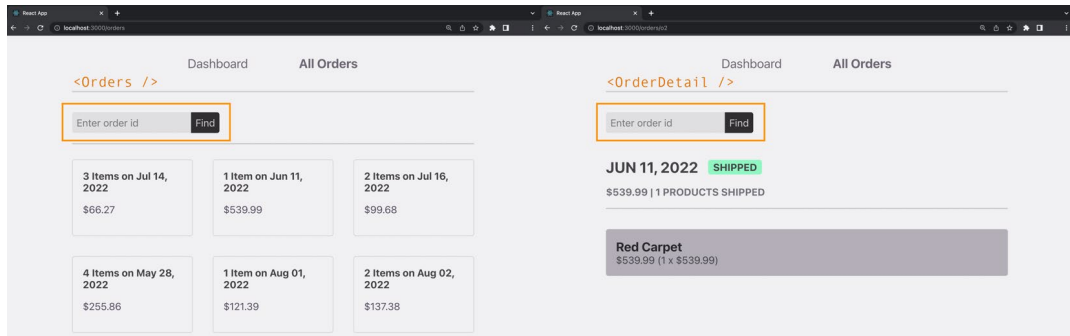 React App
localhost:3000/orders
Dashboard
All Orders
<Orders />
Enter order id
Find
3 Items on Jul 14,
2022
$66.27
1 Item on Jun 11,
2022
$539.99
2 Items on Jul 16,
2022
$99.68
4 Items on May 28,
2022
$255.86
1 Item on Aug 01,
2022
$121.39
2 Items on Aug 02,
2022
$137.38
React App
localhost:3000/orders/o2
Dashboard
All Orders
<OrderDetail />
Enter order id
Find
JUN 11, 2022
SHIPPED
$539.99 | 1 PRODUCTS SHIPPED
Red Carpet
$539.99 (1 x $539.99)